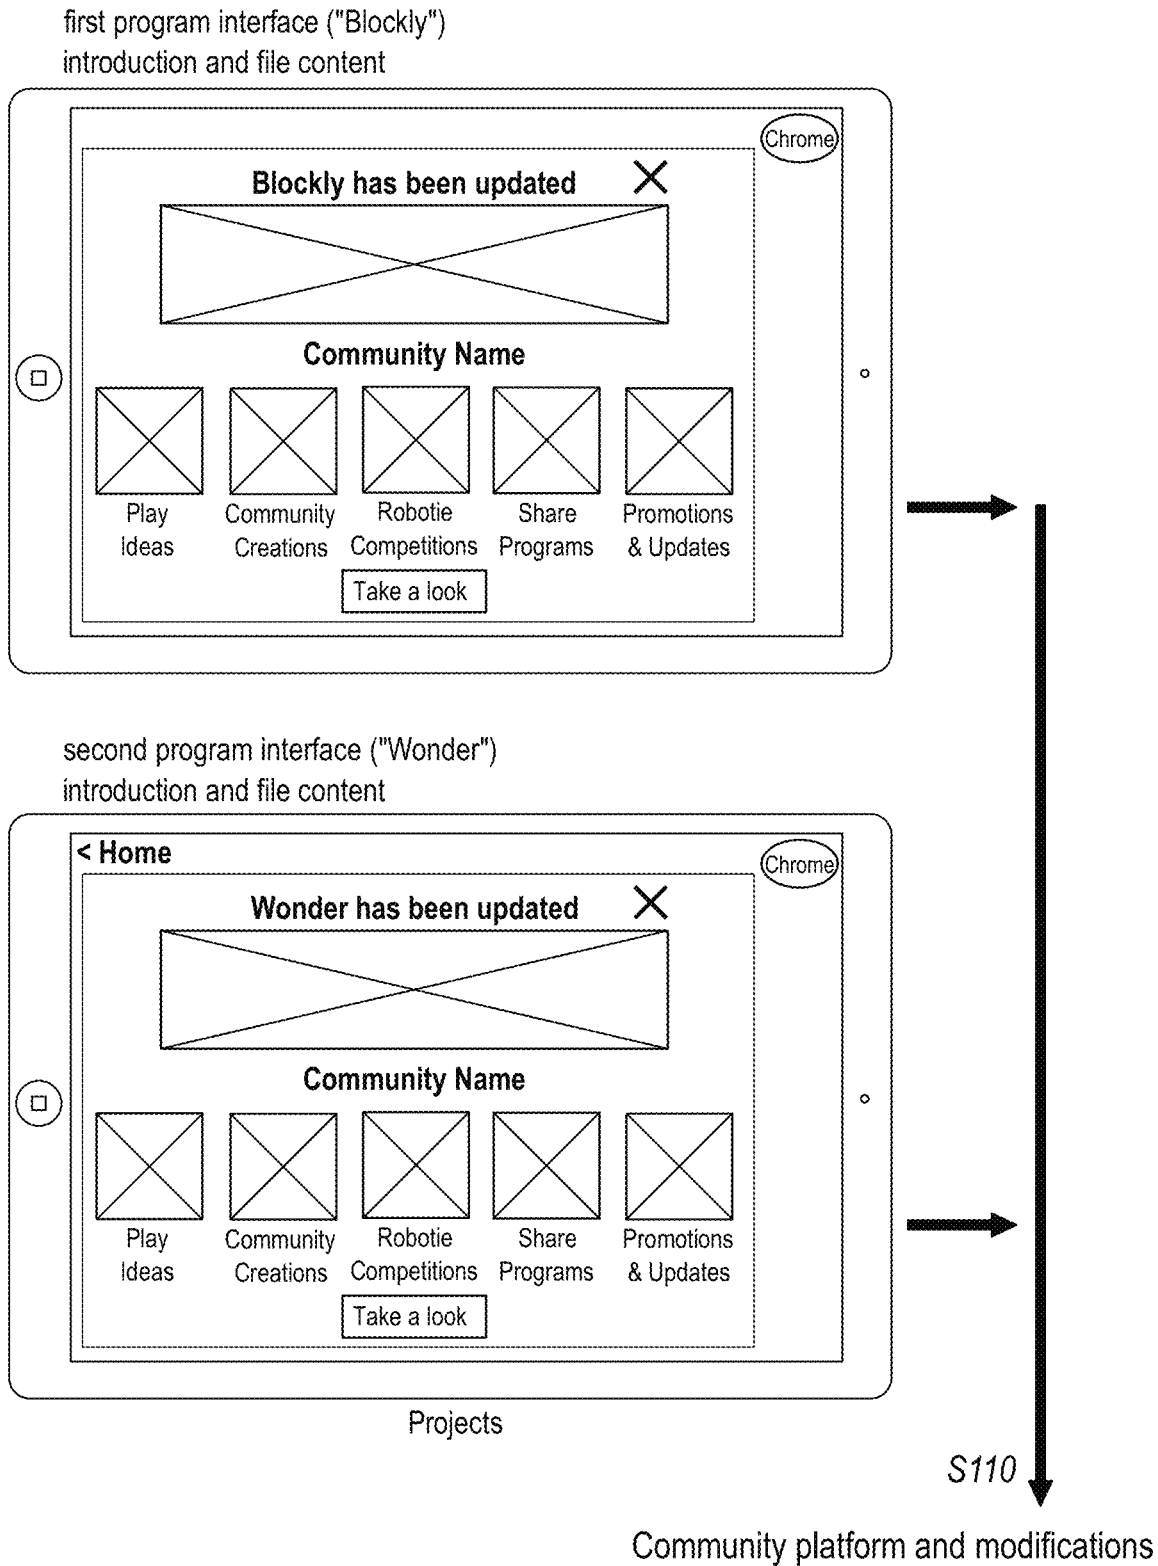 first program interface ("Blockly")
introduction and file content
Chrome
Blockly has been updated
Community Name
Play Community Robotie Share Promotions
Ideas Creations Competitions Programs & Updates
Take a look
second program interface ("Wonder")
introduction and file content
< Home
Chrome
Wonder has been updated
Community Name
Play Community Robotie Share Promotions
Ideas Creations Competitions Programs & Updates
Take a look
Projects
S110
Community platform and modifications